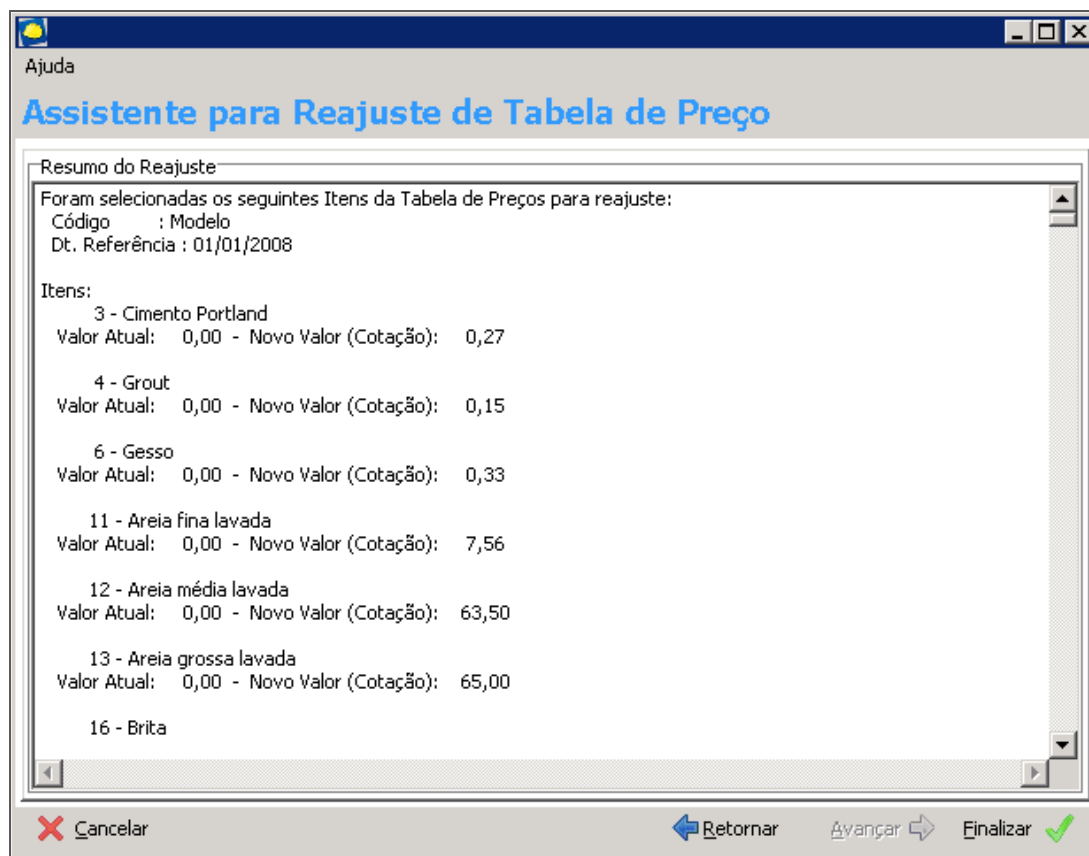 Ajuda
Assistente para Reajuste de Tabela de Preço
Resumo do Reajuste
Foram selecionadas os seguintes Itens da Tabela de Preços para reajuste:
Código : Modelo
Dt. Referência : 01/01/2008
Itens:
3 - Cimento Portland
Valor Atual: 0,00 - Novo Valor (Cotação): 0,27
4 - Grout
Valor Atual: 0,00 - Novo Valor (Cotação): 0,15
6 - Gesso
Valor Atual: 0,00 - Novo Valor (Cotação): 0,33
11 - Areia fina lavada
Valor Atual: 0,00 - Novo Valor (Cotação): 7,56
12 - Areia média lavada
Valor Atual: 0,00 - Novo Valor (Cotação): 63,50
13 - Areia grossa lavada
Valor Atual: 0,00 - Novo Valor (Cotação): 65,00
16 - Brita
Cancelar Retornar Avançar Finalizar